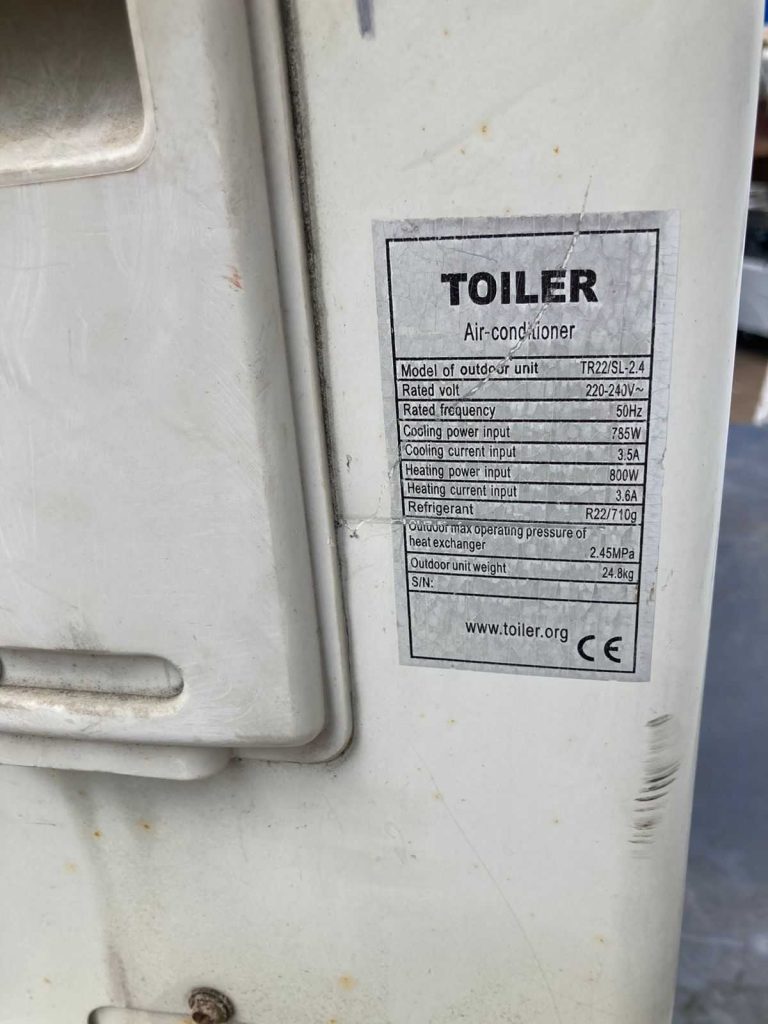 TOILER
Air-conditioner
Model of outdoor unit TR22/SL-2.4
Rated volt 220-240V~
Rated frequency 50Hz
Cooling power input 785W
Cooling current input 3.5A
Heating power input 800W
Heating current input 3.6A
Refrigerant R22/710g
Outdoor max operating pressure of
heat exchanger 2.45MPa
Outdoor unit weight 24.8kg
S/N:
www.toiler.org
CE